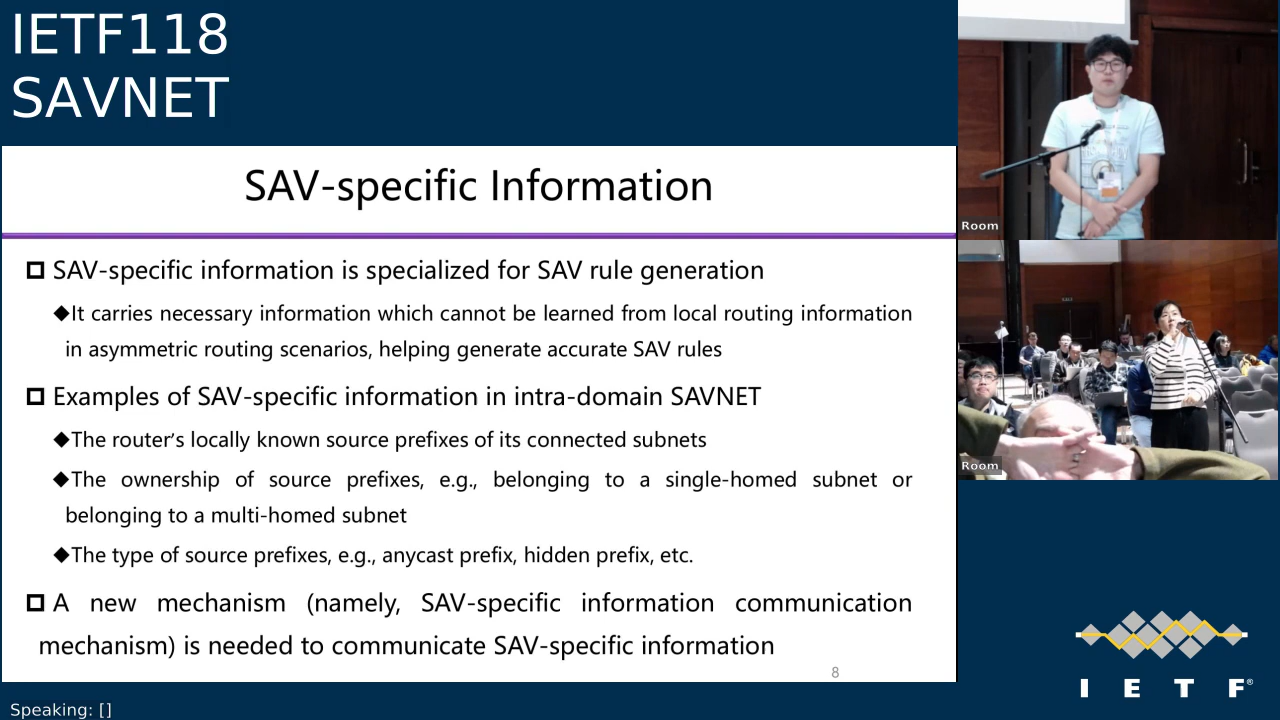 IETF118
SAVNET
SAV-specific Information
SAV-specific information is specialized for SAV rule generation
It carries necessary information which cannot be learned from local routing information
in asymmetric routing scenarios, helping generate accurate SAV rules
Examples of SAV-specific information in intra-domain SAVNET
The router's locally known source prefixes of its connected subnets
The ownership of source prefixes, e.g., belonging to a single-homed subnet or
belonging to a multi-homed subnet
The type of source prefixes, e.g., anycast prefix, hidden prefix, etc.
A new mechanism (namely, SAV-specific information communication
mechanism) is needed to communicate SAV-specific information
8
Speaking: []
Room
Room
I E T F®